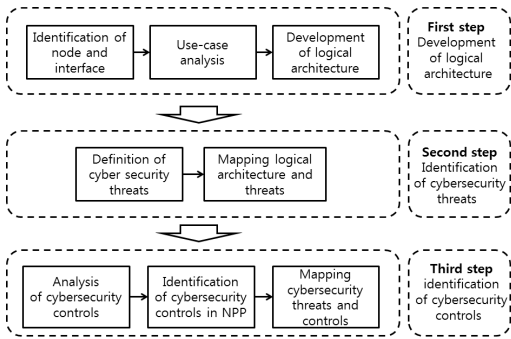 Identification of
node and
interface
Use-case
analysis
Development
of logical
architecture
First step
Development
of logical
architecture
Definition of
cyber security
threats
Mapping logical
architecture and
threats
Second step
Identification
of cybersecurity
threats
Analysis
of cybersecurity
controls
Identification
of cybersecurity
controls in NPP
Mapping
cybersecurity
threats and
controls
Third step
identification
of cybersecurity
controls